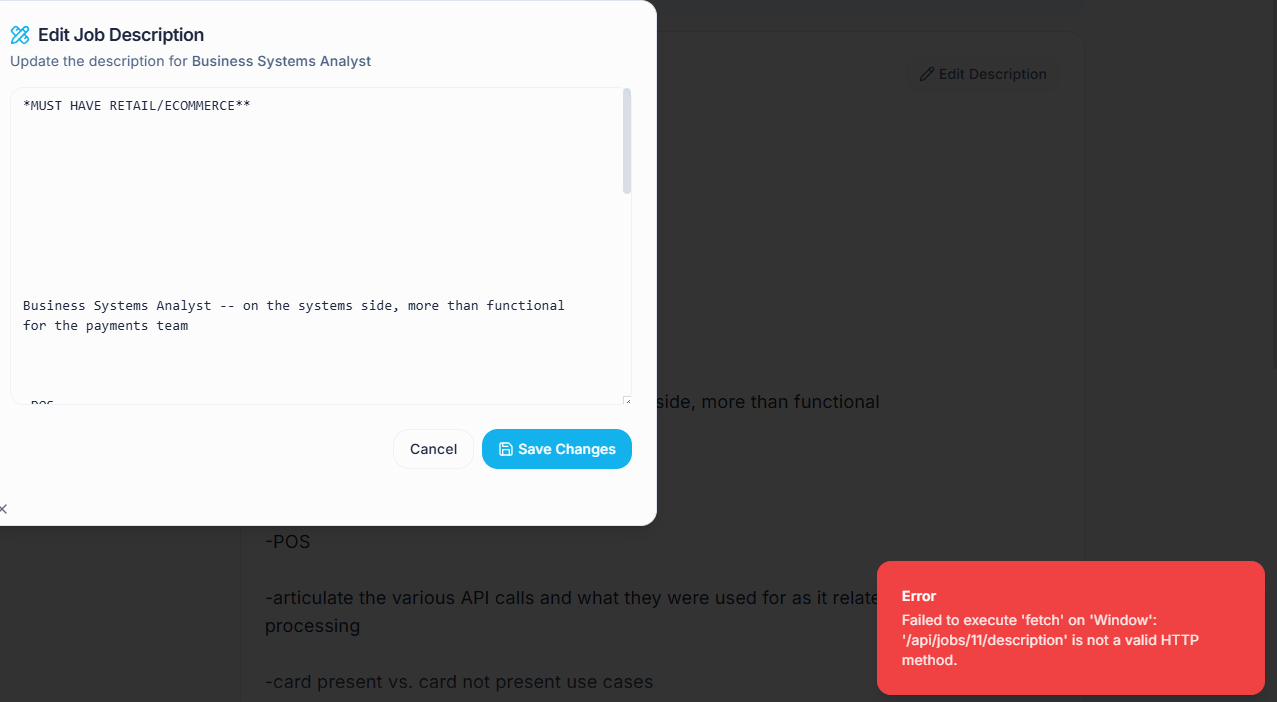 Edit Job Description
Update the description for Business Systems Analyst
Edit Description
*MUST HAVE RETAIL/ECOMMERCE**
Business Systems Analyst -- on the systems side, more than functional
for the payments team
-POS
side, more than functional
Cancel
Save Changes
-POS
-articulate the various API calls and what they were used for as it relate
processing
-card present vs. card not present use cases
Error
Failed to execute 'fetch' on 'Window':
'/api/jobs/11/description' is not a valid HTTP
method.